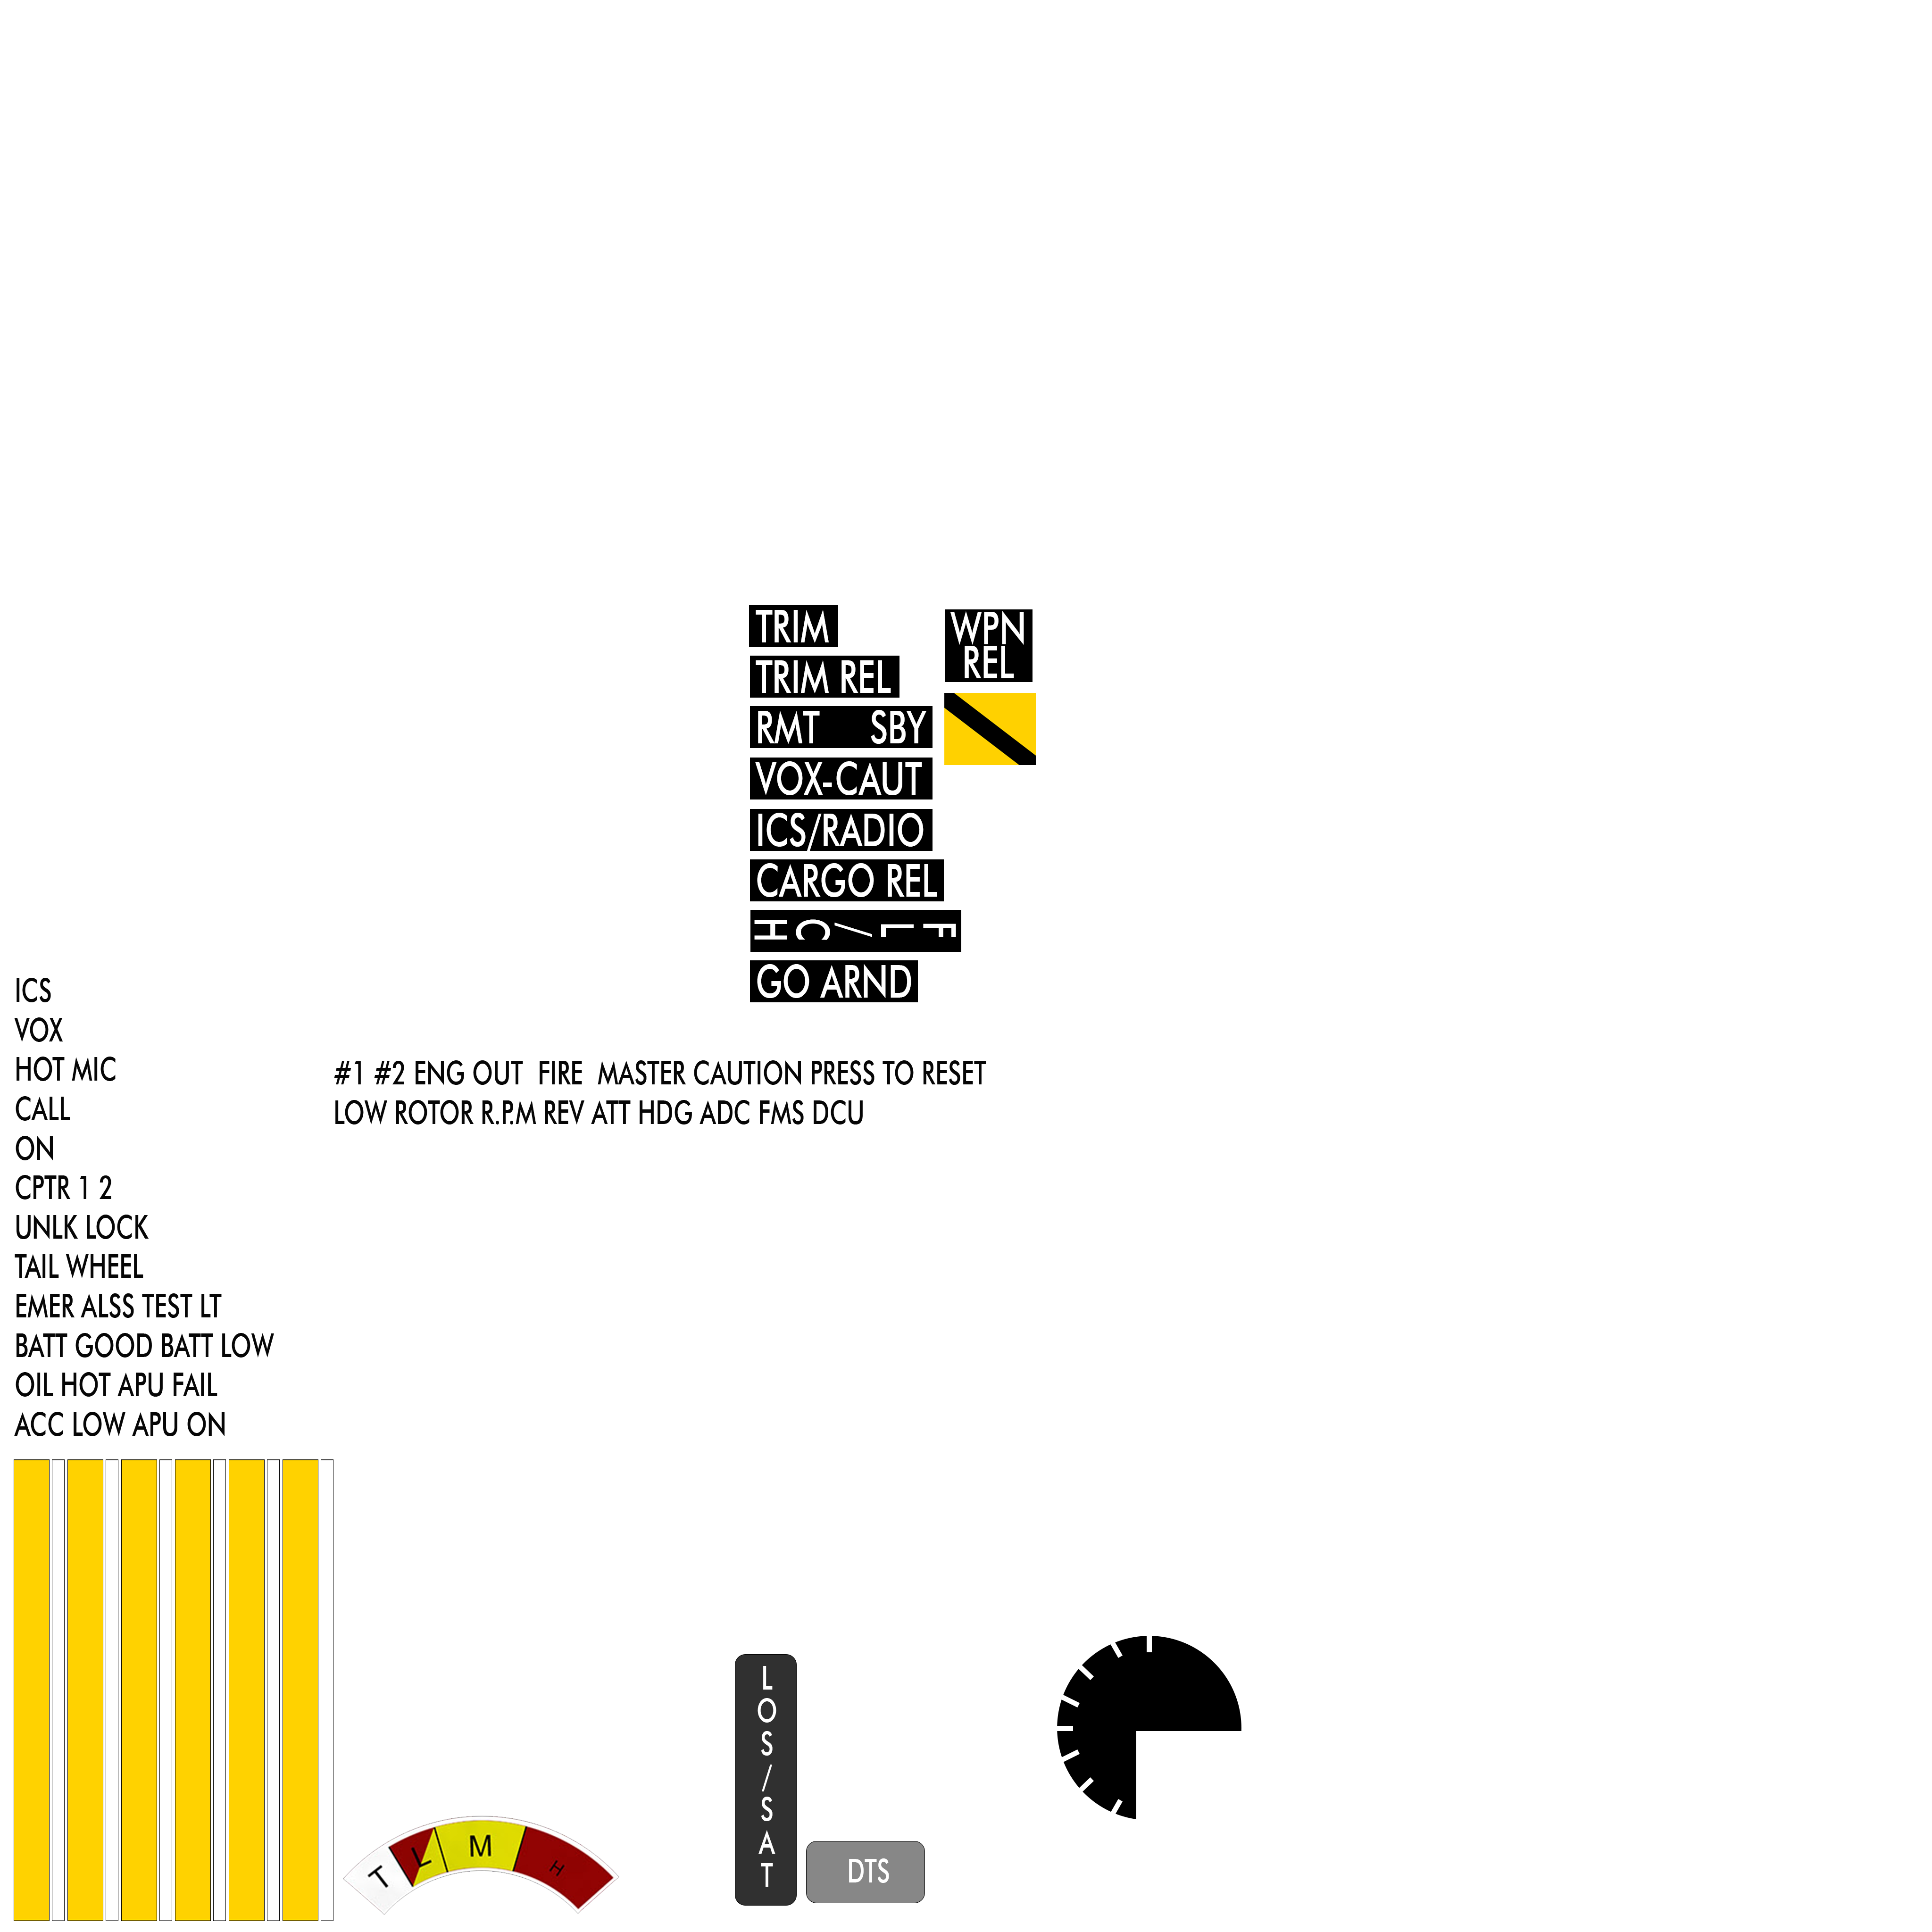 TRIM
TRIM REL
RMT SBY
VOX-CAUT
ICS/RADIO
CARGO REL
H C / L F
GO ARND
WPN
REL
ICS
VOX
HOT MIC
CALL
ON
CPTR 1 2
UNLK LOCK
TAIL WHEEL
EMER ALSS TEST LT
BATT GOOD BATT LOW
OIL HOT APU FAIL
ACC LOW APU ON
#1 #2 ENG OUT FIRE MASTER CAUTION PRESS TO RESET
LOW ROTOR R.P.M REV ATT HDG ADC FMS DCU
T L M H
L
O
S
/
S
A
T
DTS